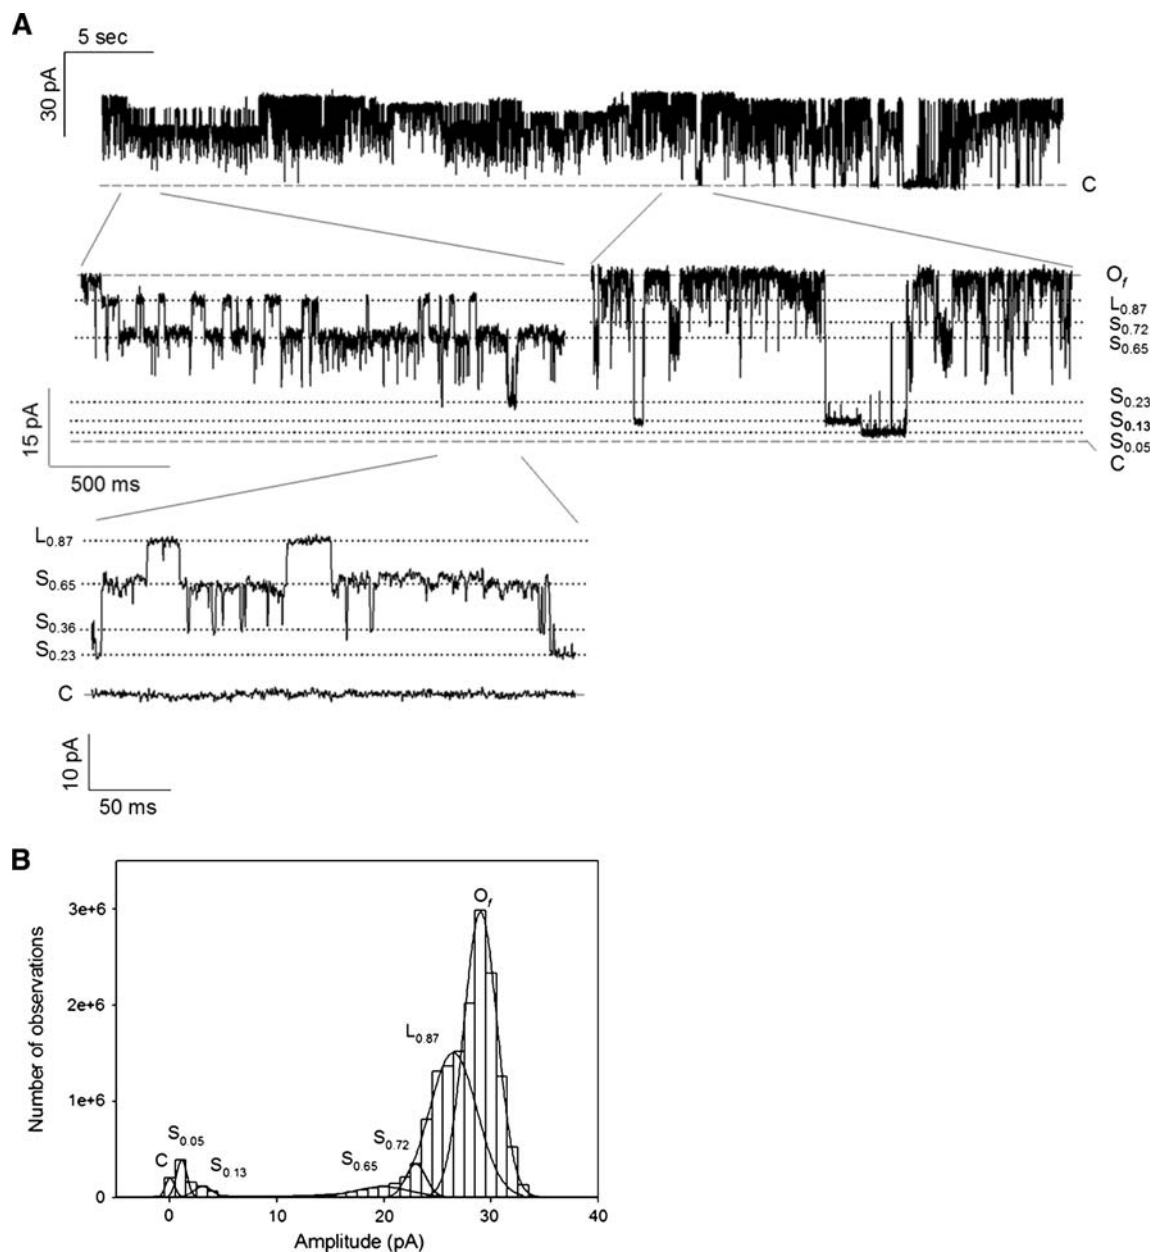 A
5 sec
30 pA
C
O_f
L_0.87
S_0.72
S_0.65
S_0.23
S_0.13
S_0.05
C
15 pA
500 ms
L_0.87
S_0.65
S_0.36
S_0.23
C
10 pA
50 ms
B
O_f
3e+6
2e+6
1e+6
0
Number of observations
L_0.87
S_0.72
S_0.65
S_0.05
C
S_0.13
0 10 20 30 40
Amplitude (pA)